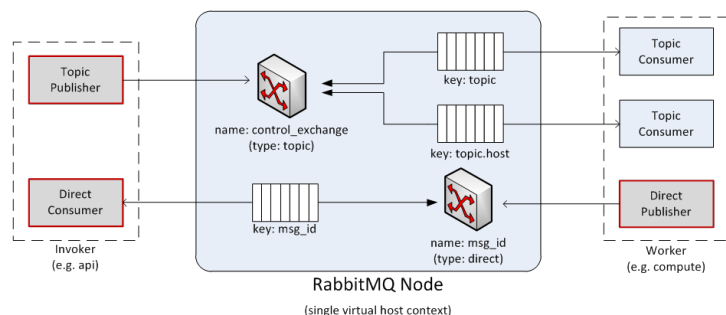 Topic
Publisher
key: topic
Topic
Consumer
name: control_exchange
(type: topic)
key: topic.host
Topic
Consumer
Direct
Consumer
key: msg_id
name: msg_id
(type: direct)
Direct
Publisher
Invoker
(e.g. api)
Worker
(e.g. compute)
RabbitMQ Node
(single virtual host context)